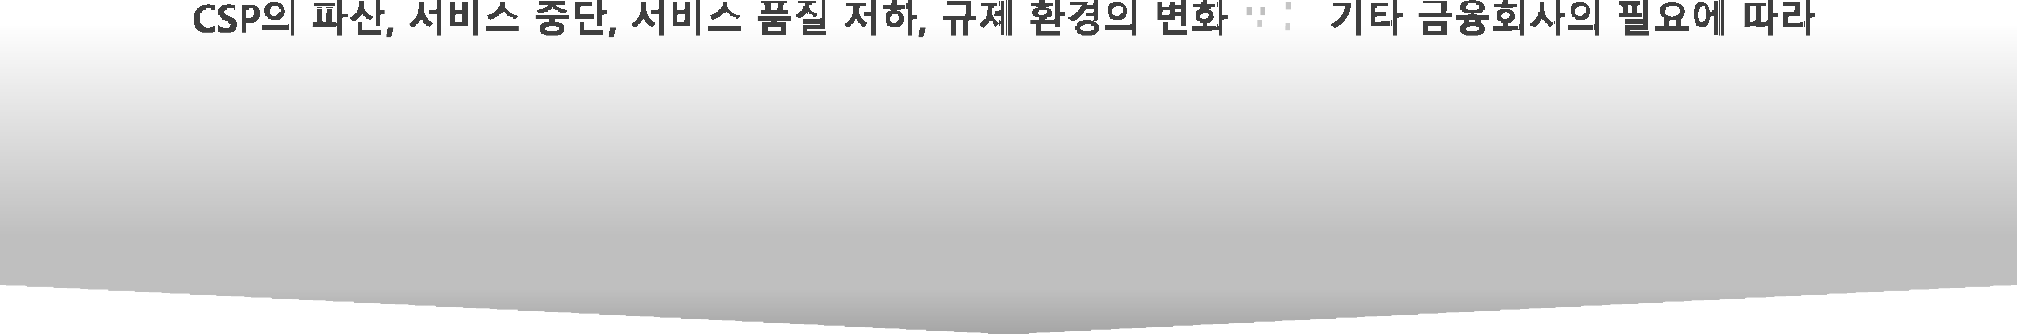 CSP의 파산, 서비스 중단, 서비스 품질 저하, 규제 환경의 변화 기타 금융회사의 필요에 따라